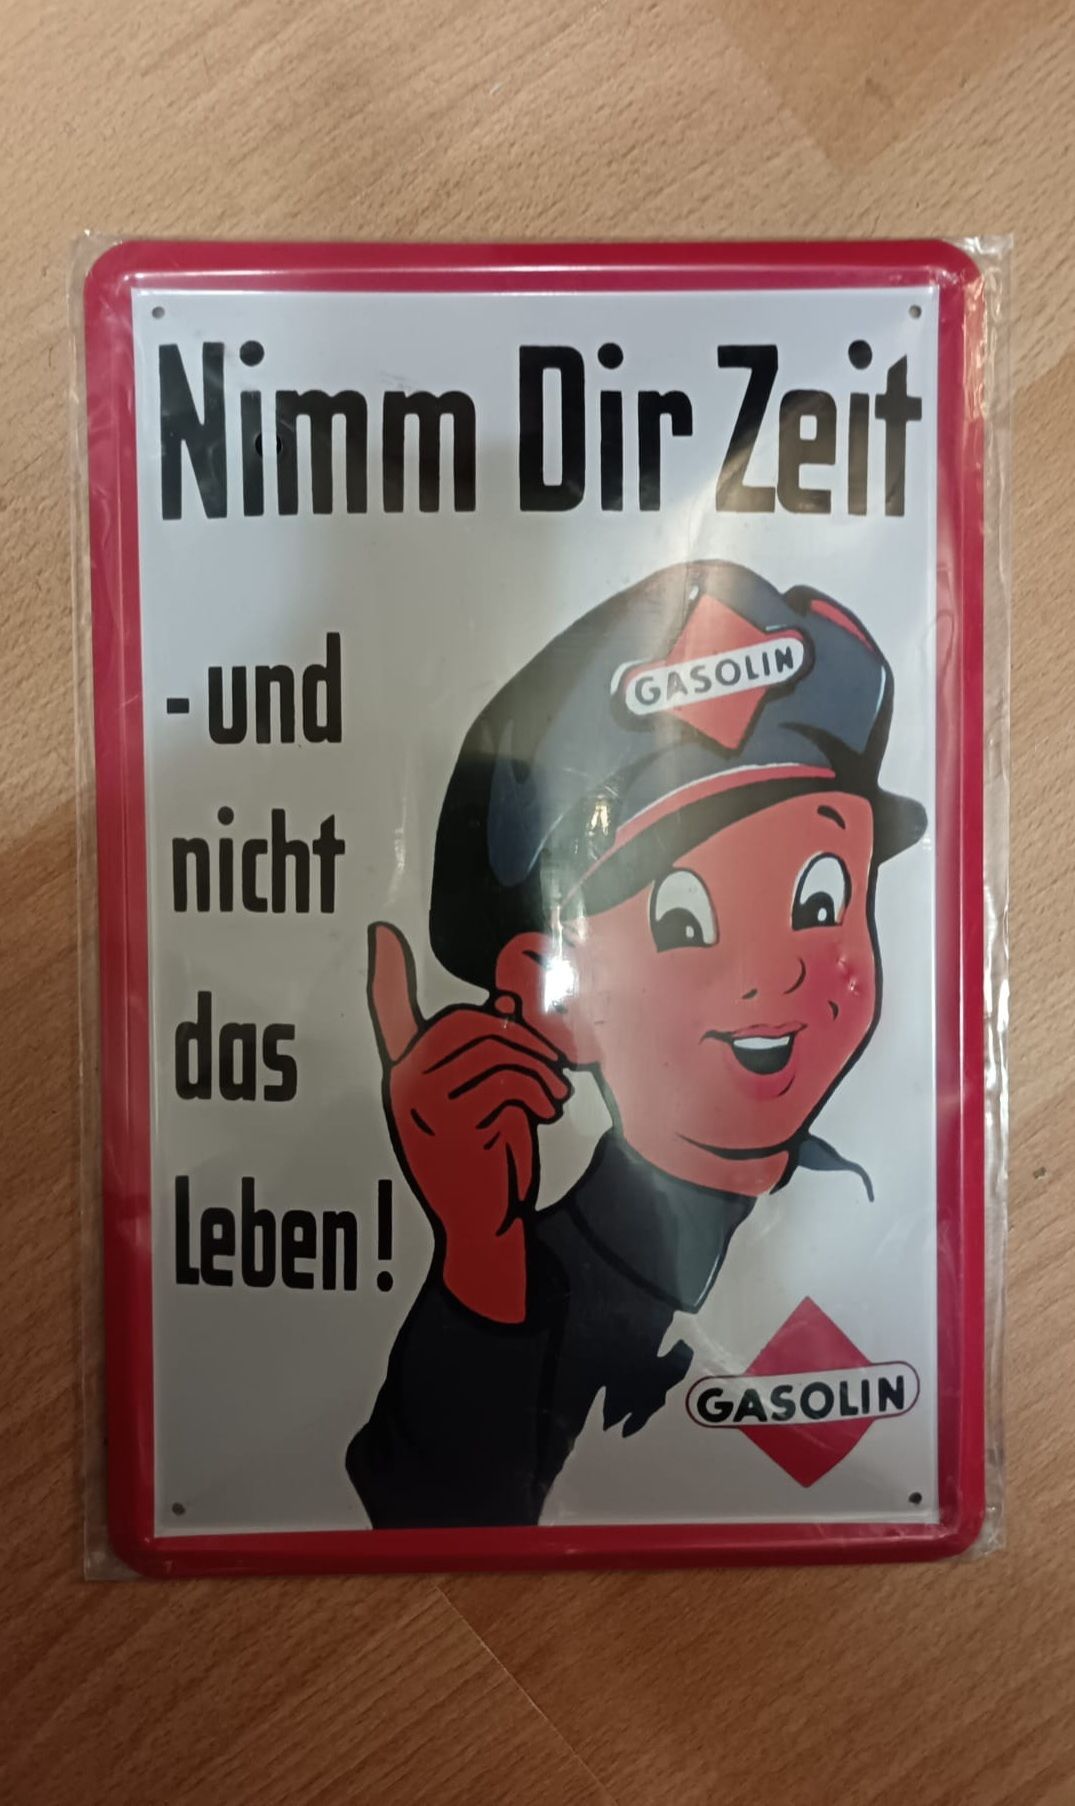 Nimm Dir Zeit
GASOLIN
- und
nicht
das
Leben!
GASOLIN